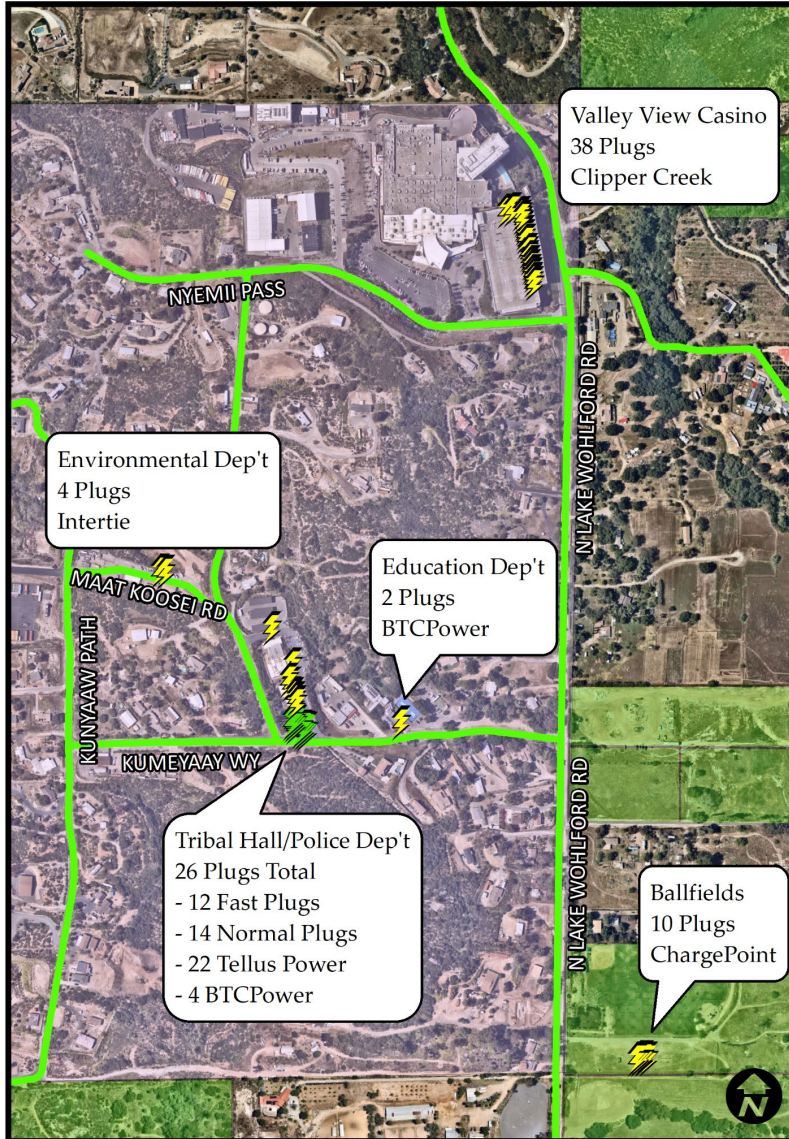 Valley View Casino
38 Plugs
Clipper Creek
NYEMII PASS
N LAKE WOHLFORD RD
Environmental Dep't
4 Plugs
Intertie
MAAT KOOSEI RD
Education Dep't
2 Plugs
BTCPower
KUNYAAW PATH
KUMEYAAY WY
N LAKE WOHLFORD RD
Tribal Hall/Police Dep't
26 Plugs Total
- 12 Fast Plugs
- 14 Normal Plugs
- 22 Tellus Power
- 4 BTCPower
Ballfields
10 Plugs
ChargePoint
N